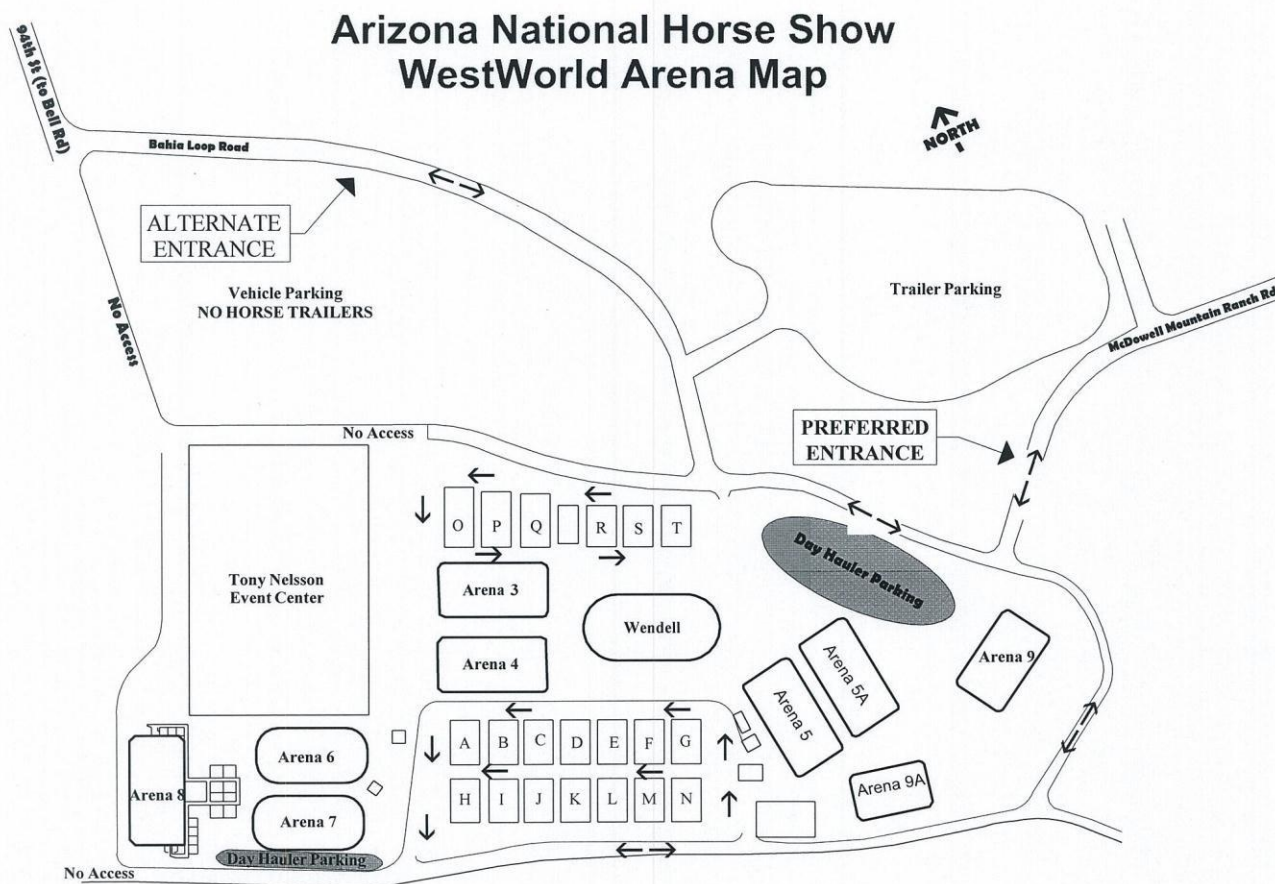 Arizona National Horse Show
WestWorld Arena Map
94th St (to Bell Rd)
Bahia Loop Road
NORTH
ALTERNATE
ENTRANCE
Vehicle Parking
NO HORSE TRAILERS
Trailer Parking
No Access
McDowell Mountain Ranch Rd
No Access
PREFERRED
ENTRANCE
O
P
Q
R
S
T
Day Hauler Parking
Tony Nelsson
Event Center
Arena 3
Wendell
Arena 4
Arena 5A
Arena 5
Arena 9
A
B
C
D
E
F
G
Arena 6
Arena 8
Arena 9A
H
I
J
K
L
M
N
Arena 7
Day Hauler Parking
No Access